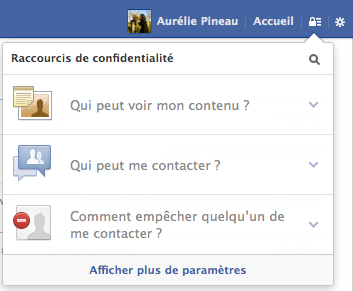 Aurélie Pineau Accueil
Raccourcis de confidentialité
Qui peut voir mon contenu ?
Qui peut me contacter ?
Comment empêcher quelqu'un de
me contacter ?
Afficher plus de paramètres